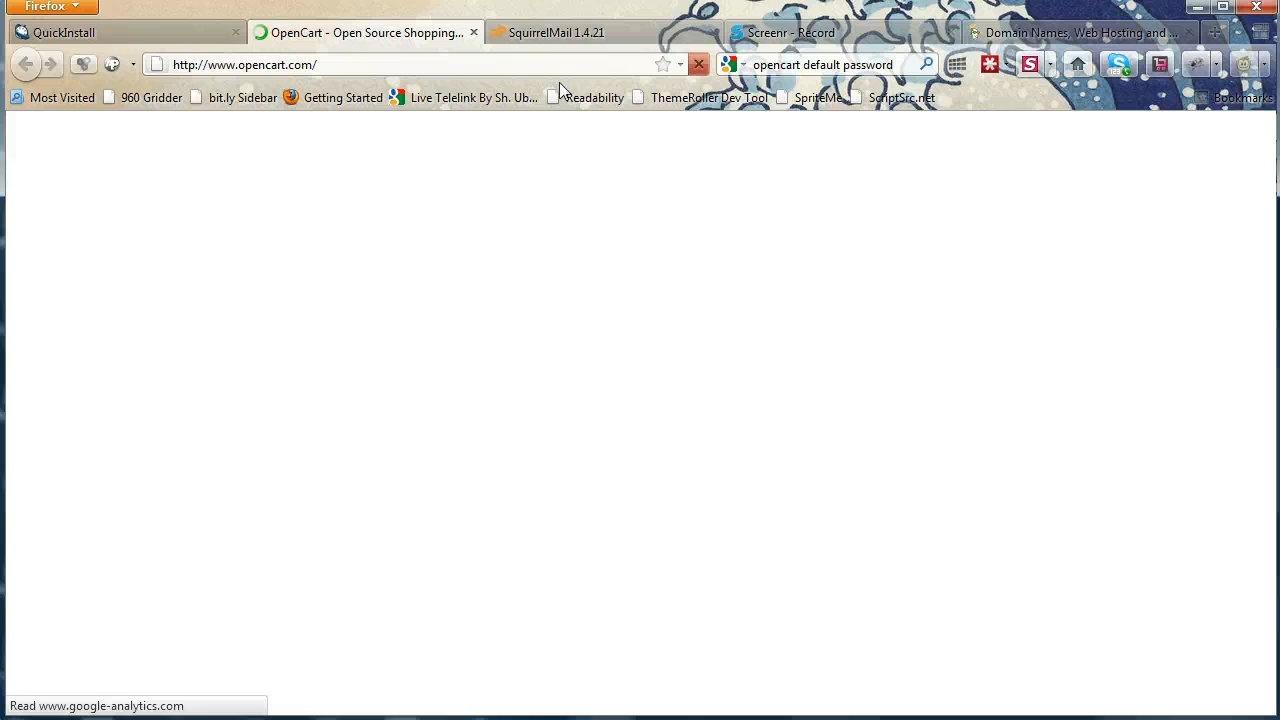 Firefox
QuickInstall
OpenCart - Open Source Shopping...
SquirrelMail 1.4.21
Screenr - Record
Domain Names, Web Hosting and ...
http://www.opencart.com/
opencart default password
S
123
Most Visited
960 Gridder
bit.ly Sidebar
Getting Started
Live Telelink By Sh. Ub...
Readability
ThemeRoller Dev Tool
SpriteMe
ScriptSrc.net
Bookmarks
Read www.google-analytics.com